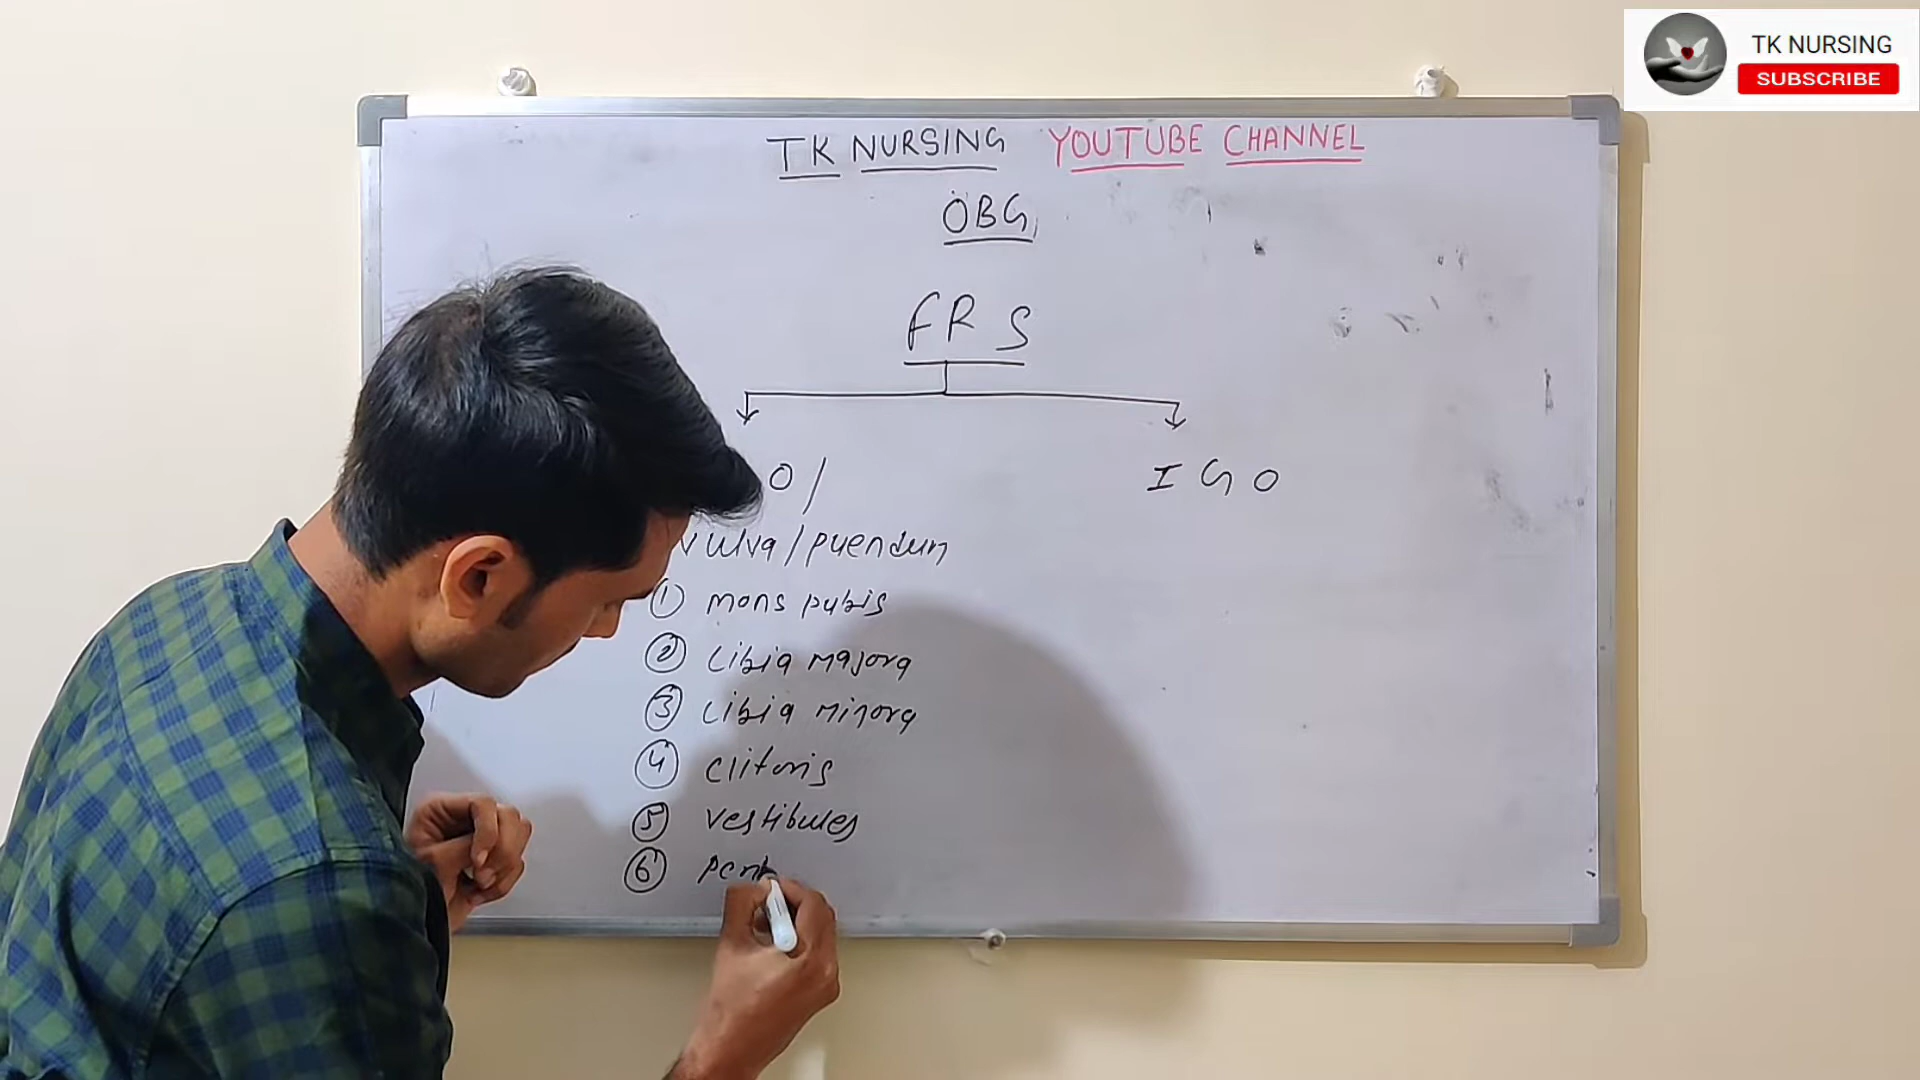 TK NURSING
SUBSCRIBE
TK NURSING YOUTUBE CHANNEL
OBG
FRS
O/
IGO
vulva/puendum
① mons pubis
② Libia majora
③ Libia minora
④ clitoris
⑤ vestibules
⑥